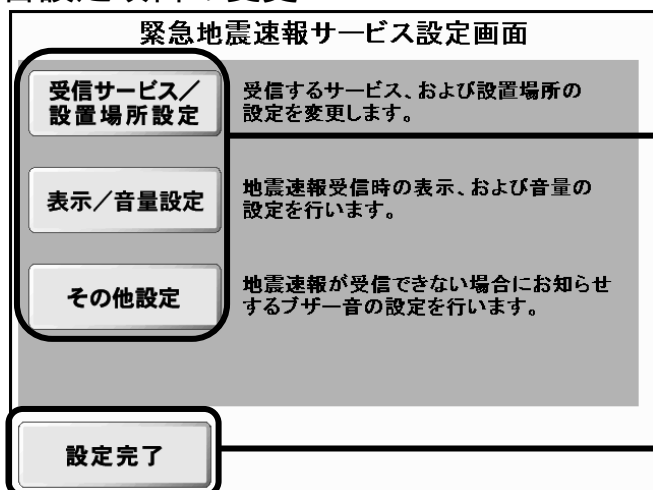 緊急地震速報サービス設定画面
受信サービス／
設置場所設定
受信するサービス、および設置場所の
設定を変更します。
表示／音量設定
地震速報受信時の表示、および音量の
設定を行います。
その他設定
地震速報が受信できない場合にお知らせ
するブザー音の設定を行います。
設定完了